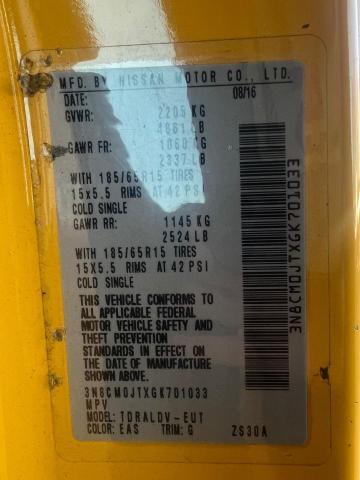 MFD. BY NISSAN MOTOR CO., LTD.
DATE: 08/16
GVWR: 2205 KG
4861 LB
GAWR FR: 1060 KG
2337 LB
WITH 185/65R15 TIRES
15x5.5 RIMS AT 42 PSI
COLD SINGLE
GAWR RR: 1145 KG
2524 LB
WITH 185/65R15 TIRES
15X5.5 RIMS AT 42 PSI
COLD SINGLE
THIS VEHICLE CONFORMS TO
ALL APPLICABLE FEDERAL
MOTOR VEHICLE SAFETY AND
THEFT PREVENTION
STANDARDS IN EFFECT ON THE
DATE OF MANUFACTURE SHOWN
ABOVE.
3N8CM0JTXGK701033
MPV
MODEL: TDRALDV-EUT
COLOR: EAS TRIM: G ZS30A
3N8CM0JTXGK701033